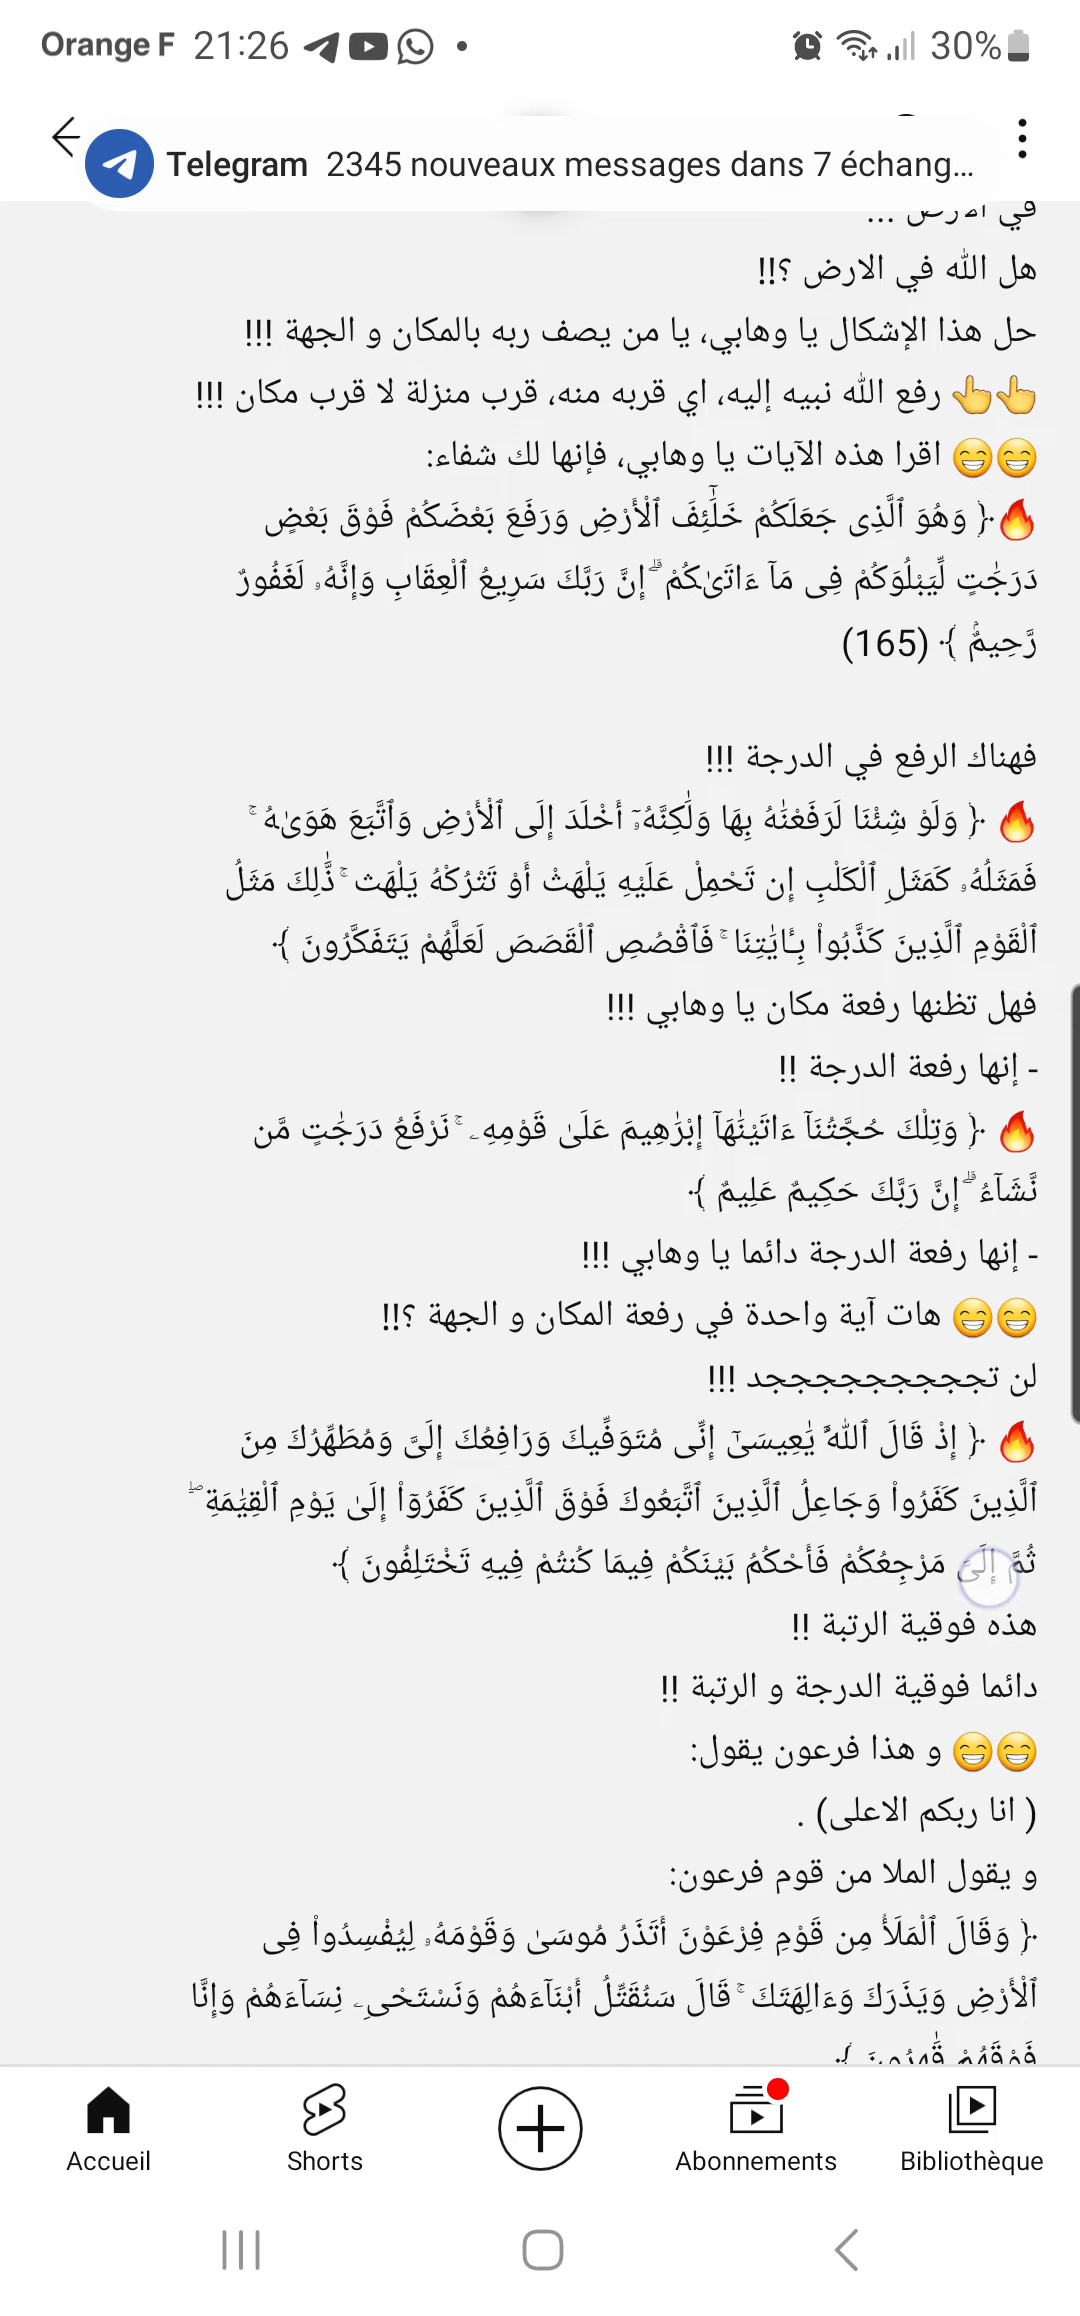 Orange F 21:26 30%
Telegram 2345 nouveaux messages dans 7 échang...
في الارض ...
هل الله في الارض ؟!!
حل هذا الإشكال يا وهابي، يا من يصف ربه بالمكان و الجهة !!!
👆👆 رفع الله نبيه إليه، اي قربه منه، قرب منزلة لا قرب مكان !!!
😁😁 اقرا هذه الآيات يا وهابي، فإنها لك شفاء:
🔥﴿ وَهُوَ ٱلَّذِى جَعَلَكُمْ خَلَٰٓئِفَ ٱلْأَرْضِ وَرَفَعَ بَعْضَكُمْ فَوْقَ بَعْضٍ
دَرَجَٰتٍ لِّيَبْلُوَكُمْ فِى مَآ ءَاتَىٰكُمْ ۗ إِنَّ رَبَّكَ سَرِيعُ ٱلْعِقَابِ وَإِنَّهُۥ لَغَفُورٌ
رَّحِيمٌۢ ﴾ (165)
فهناك الرفع في الدرجة !!!
🔥 ﴿ وَلَوْ شِئْنَا لَرَفَعْنَٰهُ بِهَا وَلَٰكِنَّهُۥٓ أَخْلَدَ إِلَى ٱلْأَرْضِ وَٱتَّبَعَ هَوَىٰهُ ۚ
فَمَثَلُهُۥ كَمَثَلِ ٱلْكَلْبِ إِن تَحْمِلْ عَلَيْهِ يَلْهَثْ أَوْ تَتْرُكْهُ يَلْهَث ۚ ذَّٰلِكَ مَثَلُ
ٱلْقَوْمِ ٱلَّذِينَ كَذَّبُوا۟ بِـَٔايَٰتِنَا ۚ فَٱقْصُصِ ٱلْقَصَصَ لَعَلَّهُمْ يَتَفَكَّرُونَ ﴾
فهل تظنها رفعة مكان يا وهابي !!!
- إنها رفعة الدرجة !!
🔥 ﴿ وَتِلْكَ حُجَّتُنَآ ءَاتَيْنَٰهَآ إِبْرَٰهِيمَ عَلَىٰ قَوْمِهِۦ ۚ نَرْفَعُ دَرَجَٰتٍ مَّن
نَّشَآءُ ۗ إِنَّ رَبَّكَ حَكِيمٌ عَلِيمٌ ﴾
- إنها رفعة الدرجة دائما يا وهابي !!!
😁😁 هات آية واحدة في رفعة المكان و الجهة ؟!!
لن تجججججججججد !!!
🔥 ﴿ إِذْ قَالَ ٱللَّهُ يَٰعِيسَىٰٓ إِنِّى مُتَوَفِّيكَ وَرَافِعُكَ إِلَىَّ وَمُطَهِّرُكَ مِنَ
ٱلَّذِينَ كَفَرُوا۟ وَجَاعِلُ ٱلَّذِينَ ٱتَّبَعُوكَ فَوْقَ ٱلَّذِينَ كَفَرُوٓا۟ إِلَىٰ يَوْمِ ٱلْقِيَٰمَةِ ۖ
ثُمَّ إِلَىَّ مَرْجِعُكُمْ فَأَحْكُمُ بَيْنَكُمْ فِيمَا كُنتُمْ فِيهِ تَخْتَلِفُونَ ﴾
هذه فوقية الرتبة !!
دائما فوقية الدرجة و الرتبة !!
😁😁 و هذا فرعون يقول:
( انا ربكم الاعلى) .
و يقول الملا من قوم فرعون:
﴿ وَقَالَ ٱلْمَلَأُ مِن قَوْمِ فِرْعَوْنَ أَتَذَرُ مُوسَىٰ وَقَوْمَهُۥ لِيُفْسِدُوا۟ فِى
ٱلْأَرْضِ وَيَذَرَكَ وَءَالِهَتَكَ ۚ قَالَ سَنُقَتِّلُ أَبْنَآءَهُمْ وَنَسْتَحْىِۦ نِسَآءَهُمْ وَإِنَّا
فَوْقَهُمْ قَٰهِرُونَ ﴾
Accueil Shorts Abonnements Bibliothèque